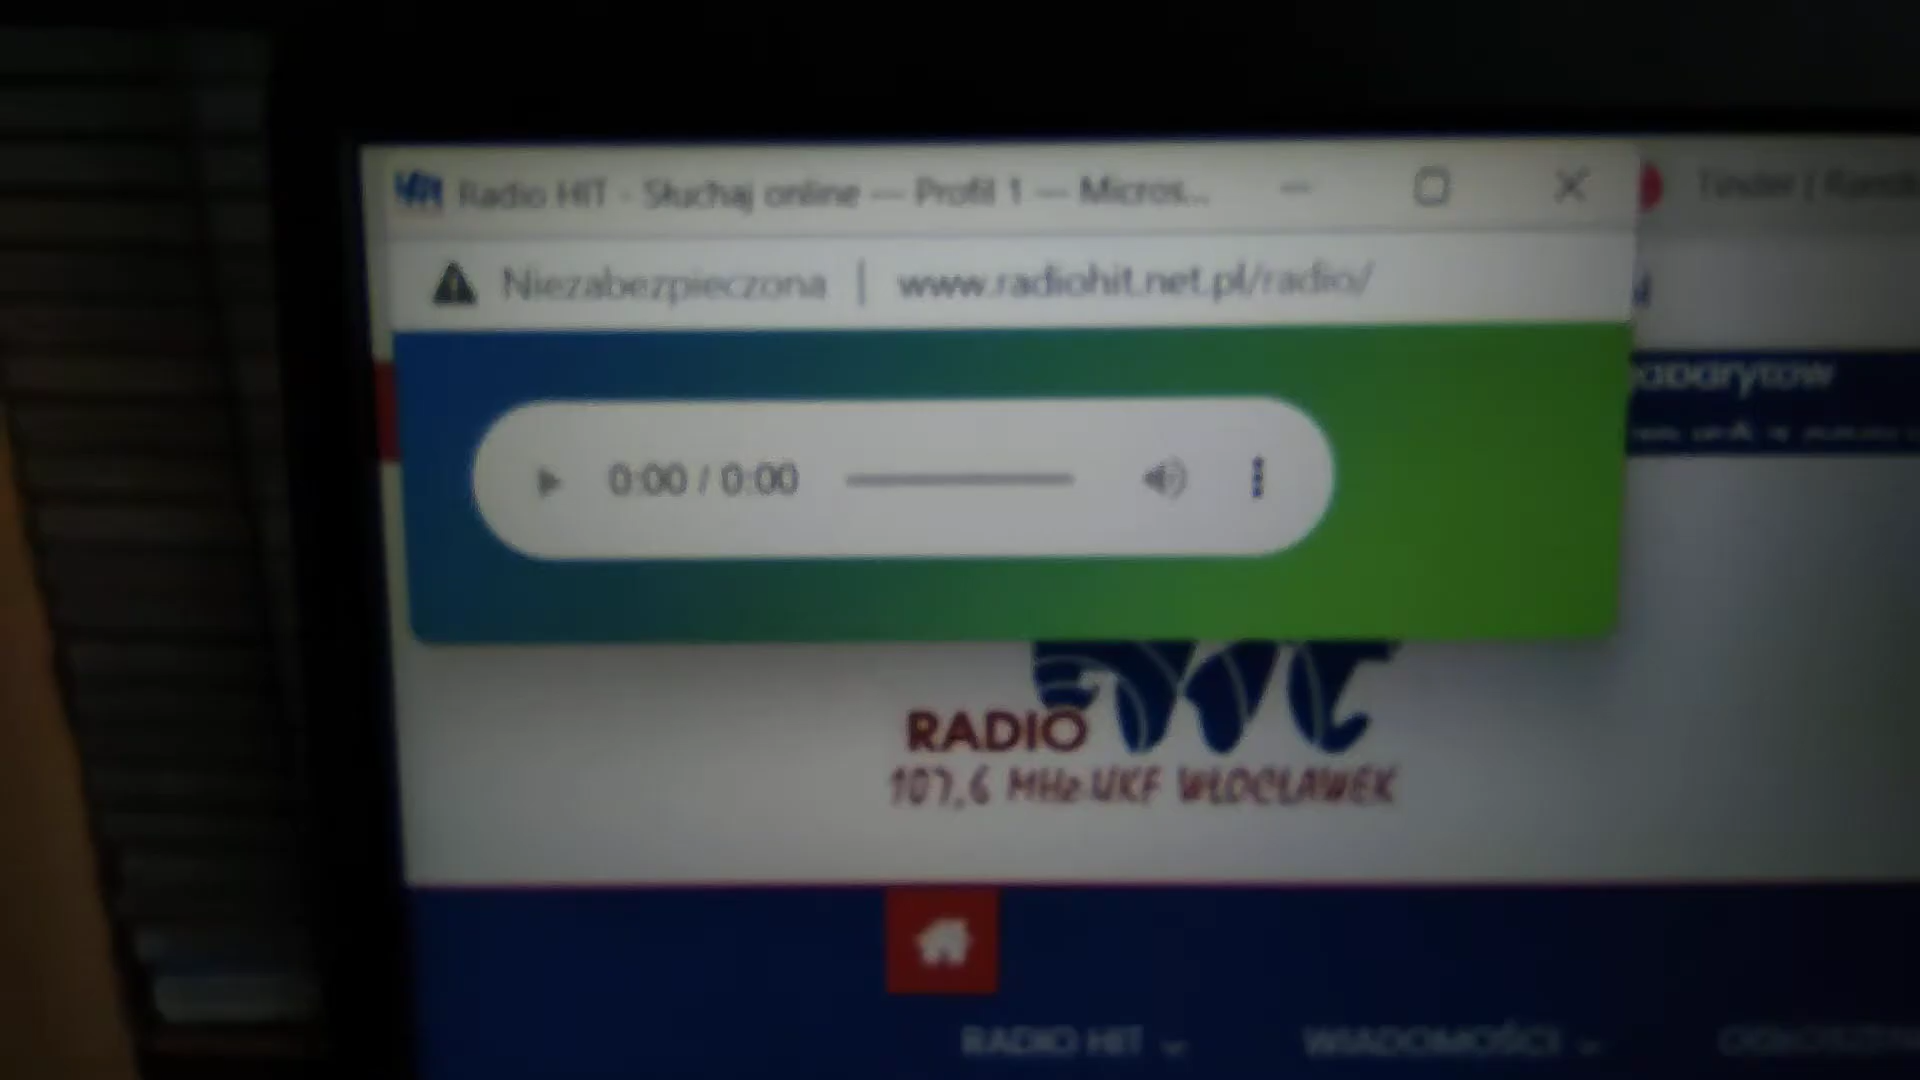 Radio HIT - Słuchaj online — Profil 1 — Micros...
Tinder |
Niezabezpieczona | www.radiohit.net.pl/radio/
0:00 / 0:00
RADIO
107,6 MHz UKF WŁOCŁAWEK
RADIO HIT
WIADOMOŚCI